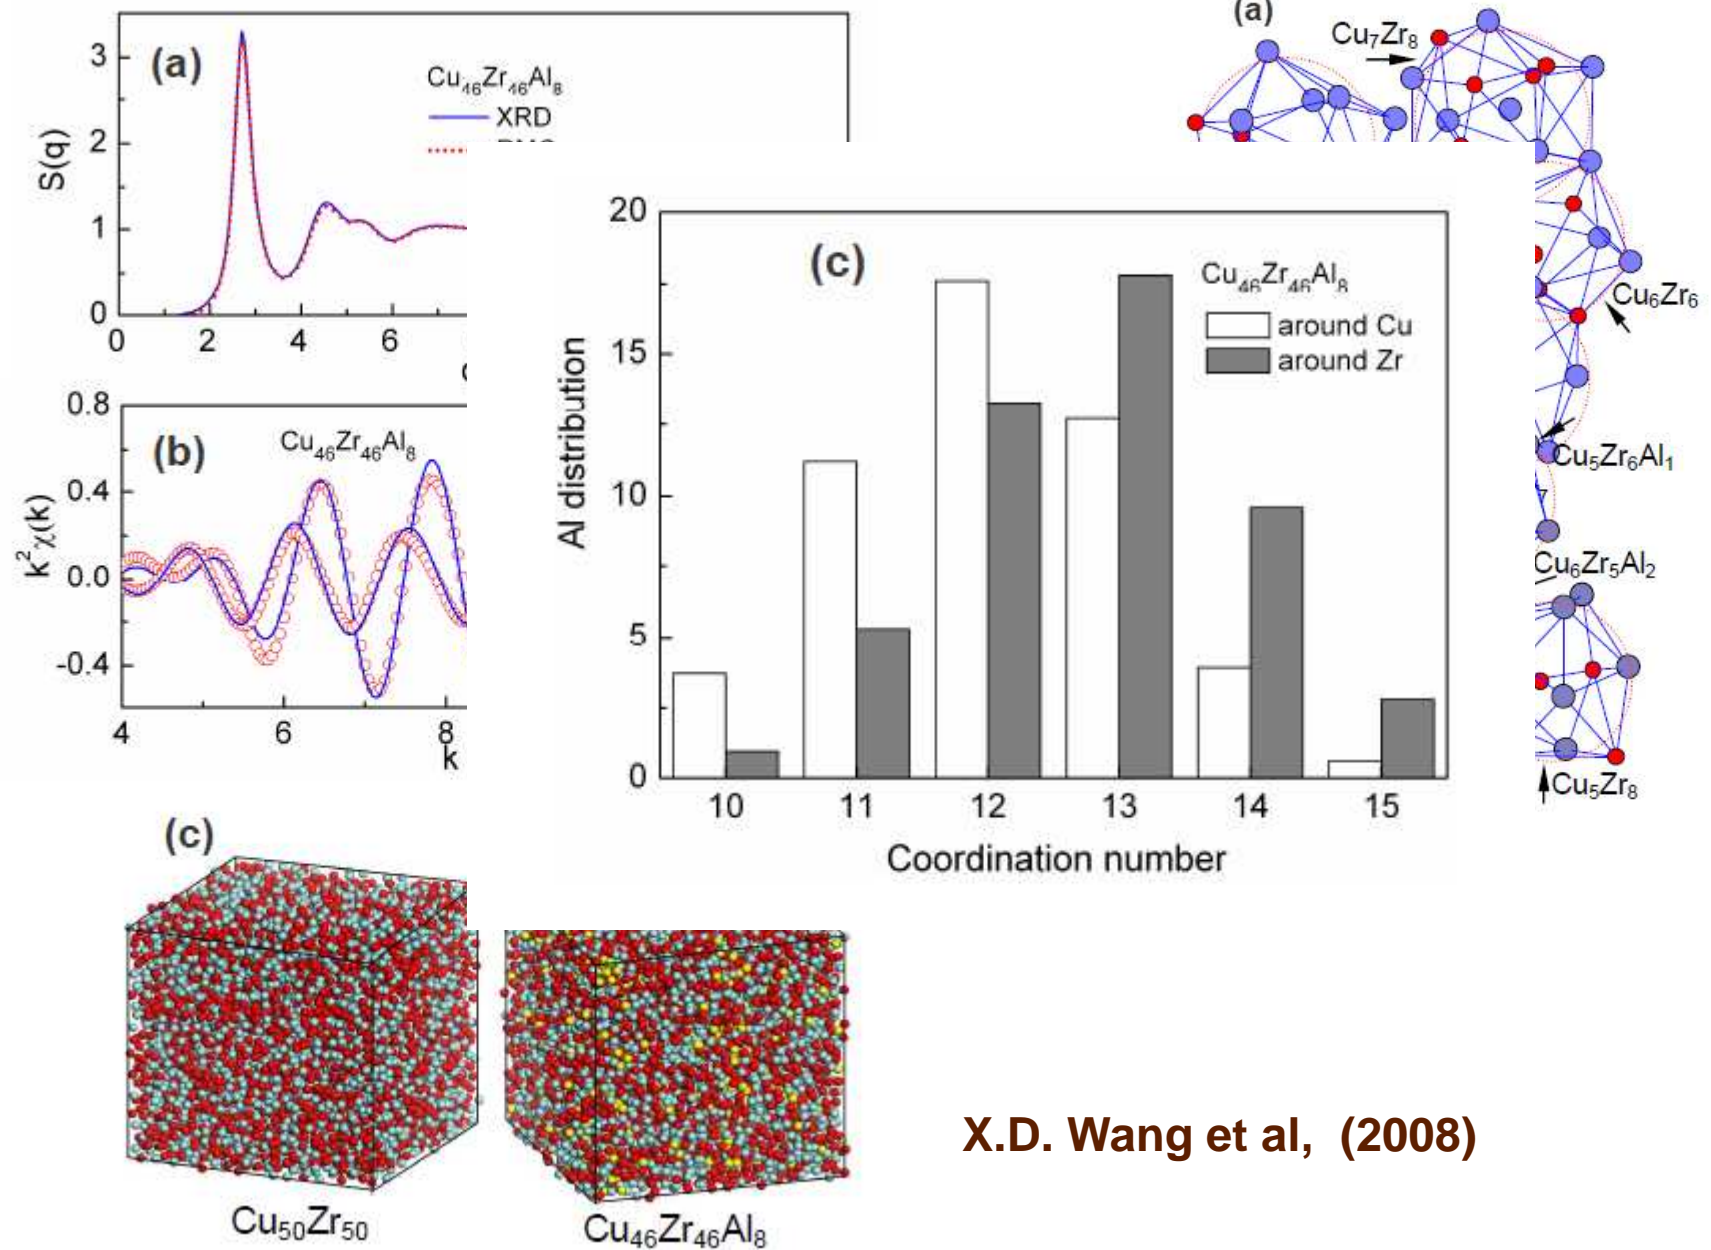 (a)
Cu₄₆Zr₄₆Al₈
XRD
S(q)
3
2
1
0
0 2 4 6
(b)
Cu₄₆Zr₄₆Al₈
k²χ(k)
0.8
0.4
0.0
-0.4
4 6 8
k
(c)
Cu₄₆Zr₄₆Al₈
around Cu
around Zr
Al distribution
20
15
10
5
0
10 11 12 13 14 15
Coordination number
(a)
Cu₇Zr₈
Cu₆Zr₆
Cu₅Zr₆Al₁
Cu₆Zr₅Al₂
Cu₅Zr₈
(c)
Cu₅₀Zr₅₀
Cu₄₆Zr₄₆Al₈
X.D. Wang et al, (2008)